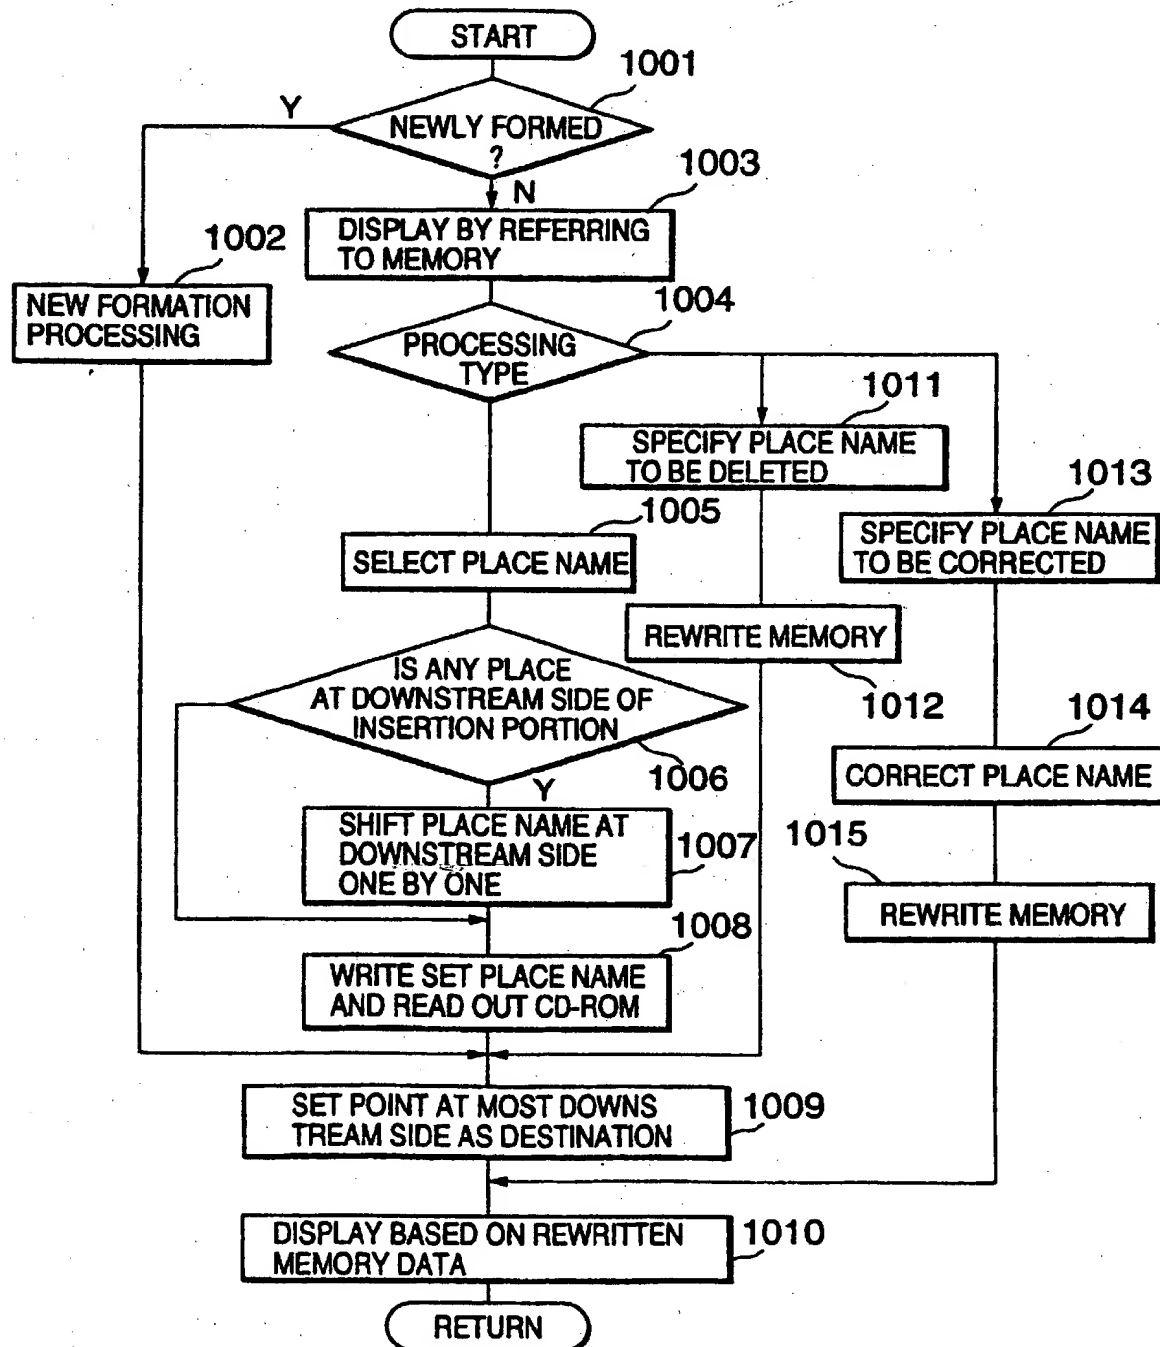 START
1001
Y
NEWLY FORMED
?
1003
N
DISPLAY BY REFERRING
TO MEMORY
1002
NEW FORMATION
PROCESSING
1004
PROCESSING
TYPE
1011
SPECIFY PLACE NAME
TO BE DELETED
1013
SPECIFY PLACE NAME
TO BE CORRECTED
1005
SELECT PLACE NAME
REWRITE MEMORY
1012
IS ANY PLACE
AT DOWNSTREAM SIDE OF
INSERTION PORTION
1006
Y
1014
CORRECT PLACE NAME
SHIFT PLACE NAME AT
DOWNSTREAM SIDE
ONE BY ONE
1007
1015
REWRITE MEMORY
1008
WRITE SET PLACE NAME
AND READ OUT CD-ROM
SET POINT AT MOST DOWNS
TREAM SIDE AS DESTINATION
1009
DISPLAY BASED ON REWRITTEN
MEMORY DATA
1010
RETURN